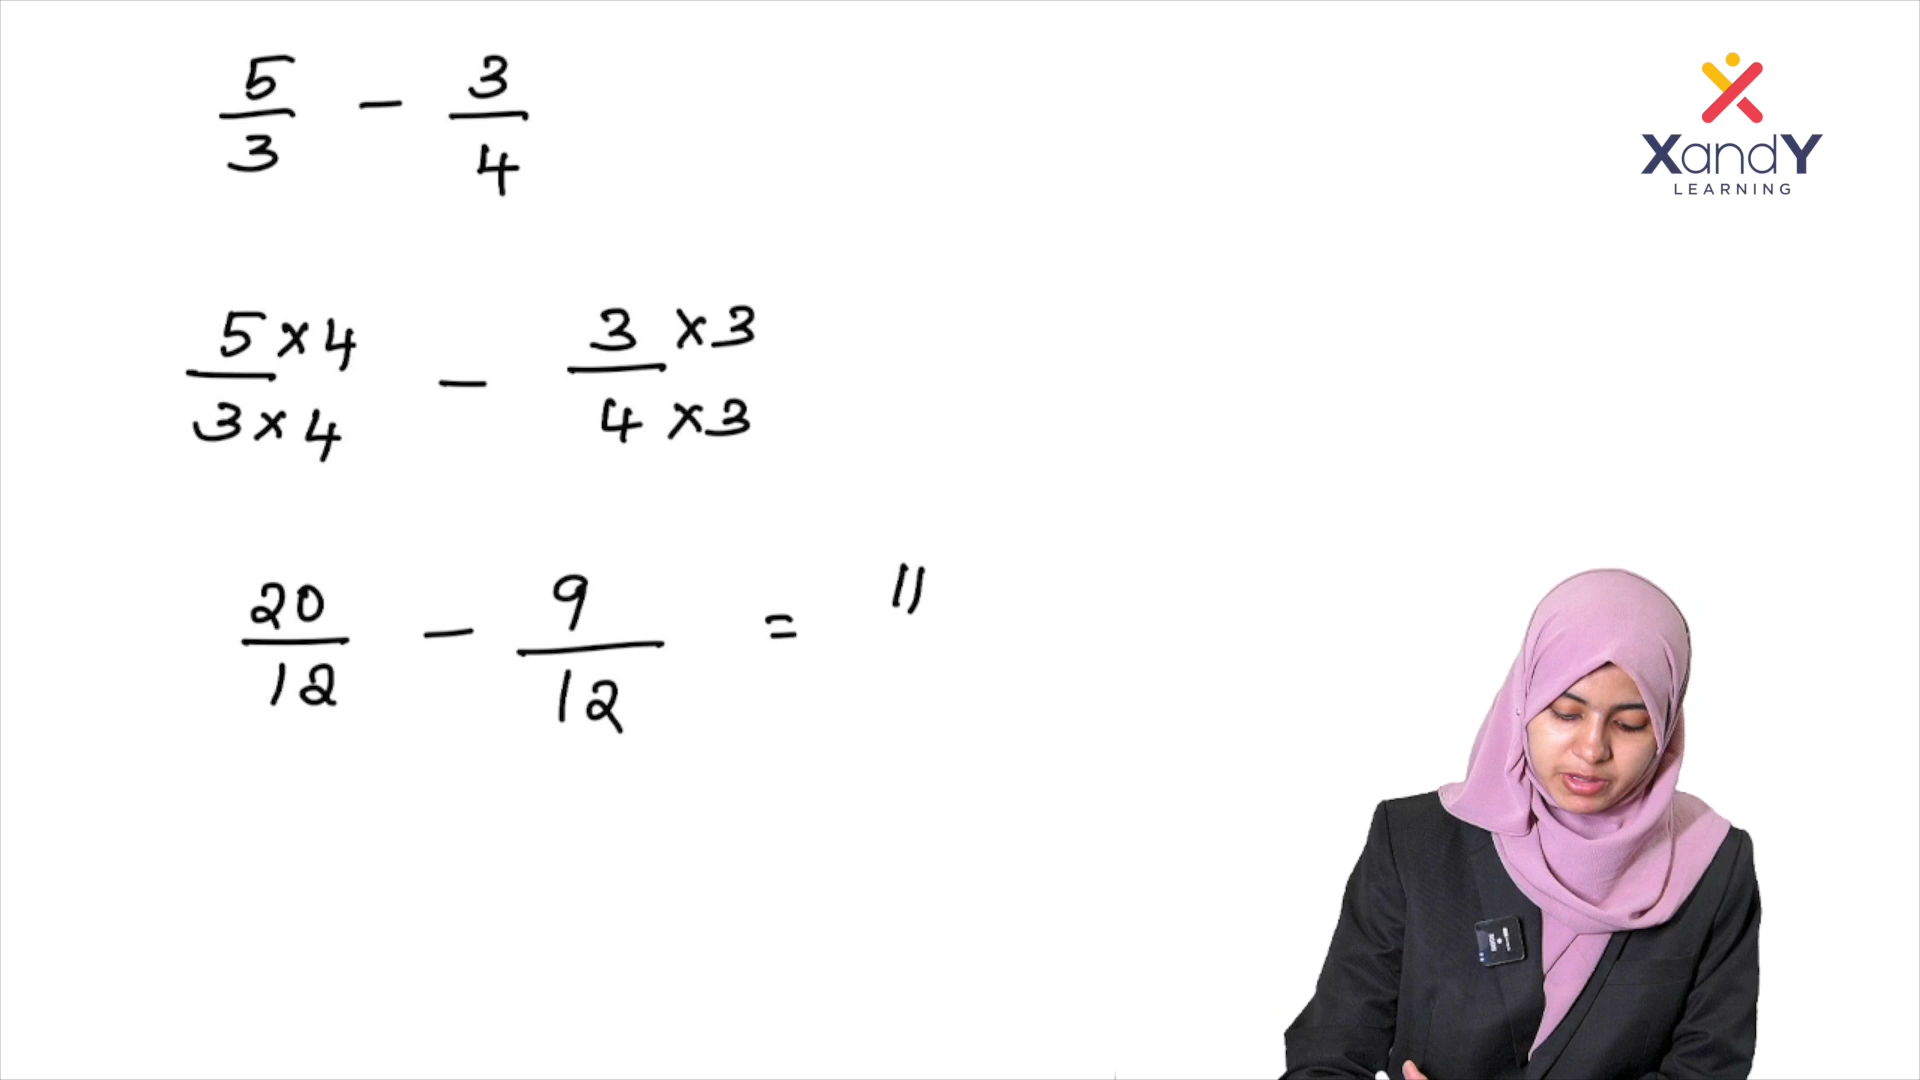 5/3 - 3/4
XandY
LEARNING
5×4/3×4 - 3×3/4×3
20/12 - 9/12 = 11